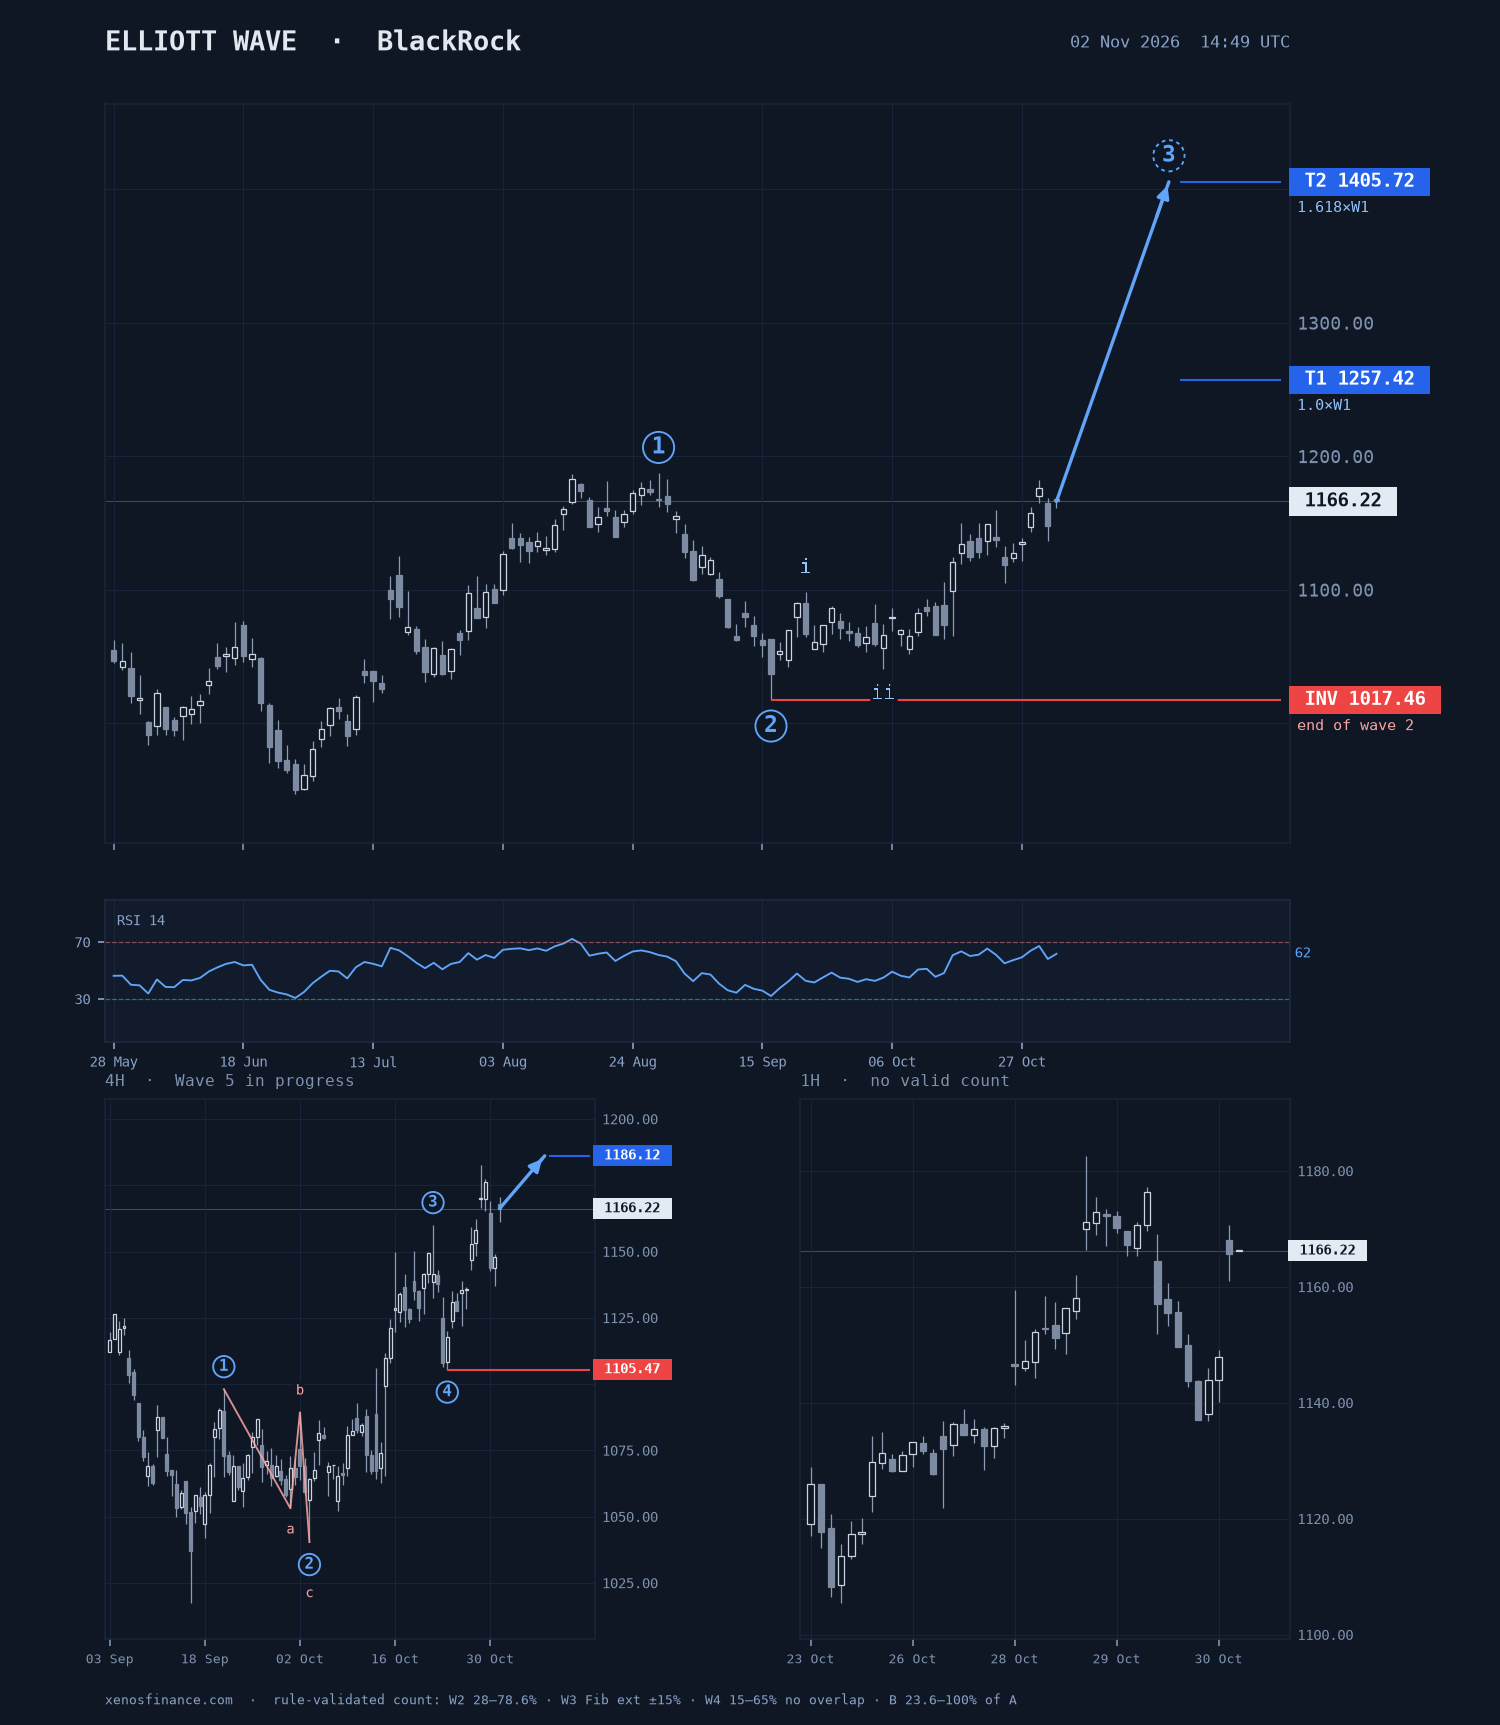 ELLIOTT WAVE · BlackRock
02 Nov 2026 14:49 UTC
3
T2 1405.72
1.618×W1
1300.00
T1 1257.42
1.0×W1
1
1200.00
1166.22
i
1100.00
ii
INV 1017.46
2
end of wave 2
RSI 14
70
62
30
28 May 18 Jun 13 Jul 03 Aug 24 Aug 15 Sep 06 Oct 27 Oct
4H · Wave 5 in progress
1200.00
1186.12
3
1166.22
1150.00
1125.00
1105.47
1
b
4
1075.00
1050.00
a
2
1025.00
c
03 Sep 18 Sep 02 Oct 16 Oct 30 Oct
1H · no valid count
1180.00
1166.22
1160.00
1140.00
1120.00
1100.00
23 Oct 26 Oct 28 Oct 29 Oct 30 Oct
xenosfinance.com · rule-validated count: W2 28–78.6% · W3 Fib ext ±15% · W4 15–65% no overlap · B 23.6–100% of A